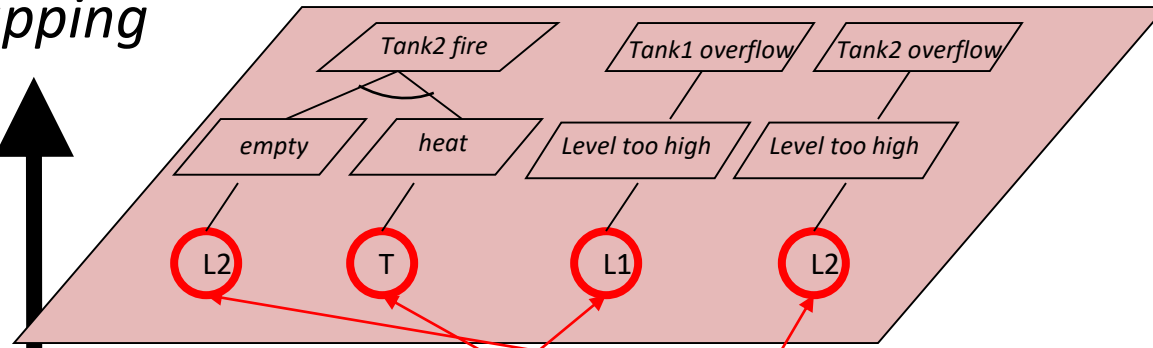 pping
Tank2 fire
Tank1 overflow
Tank2 overflow
empty
heat
Level too high
Level too high
L2
T
L1
L2